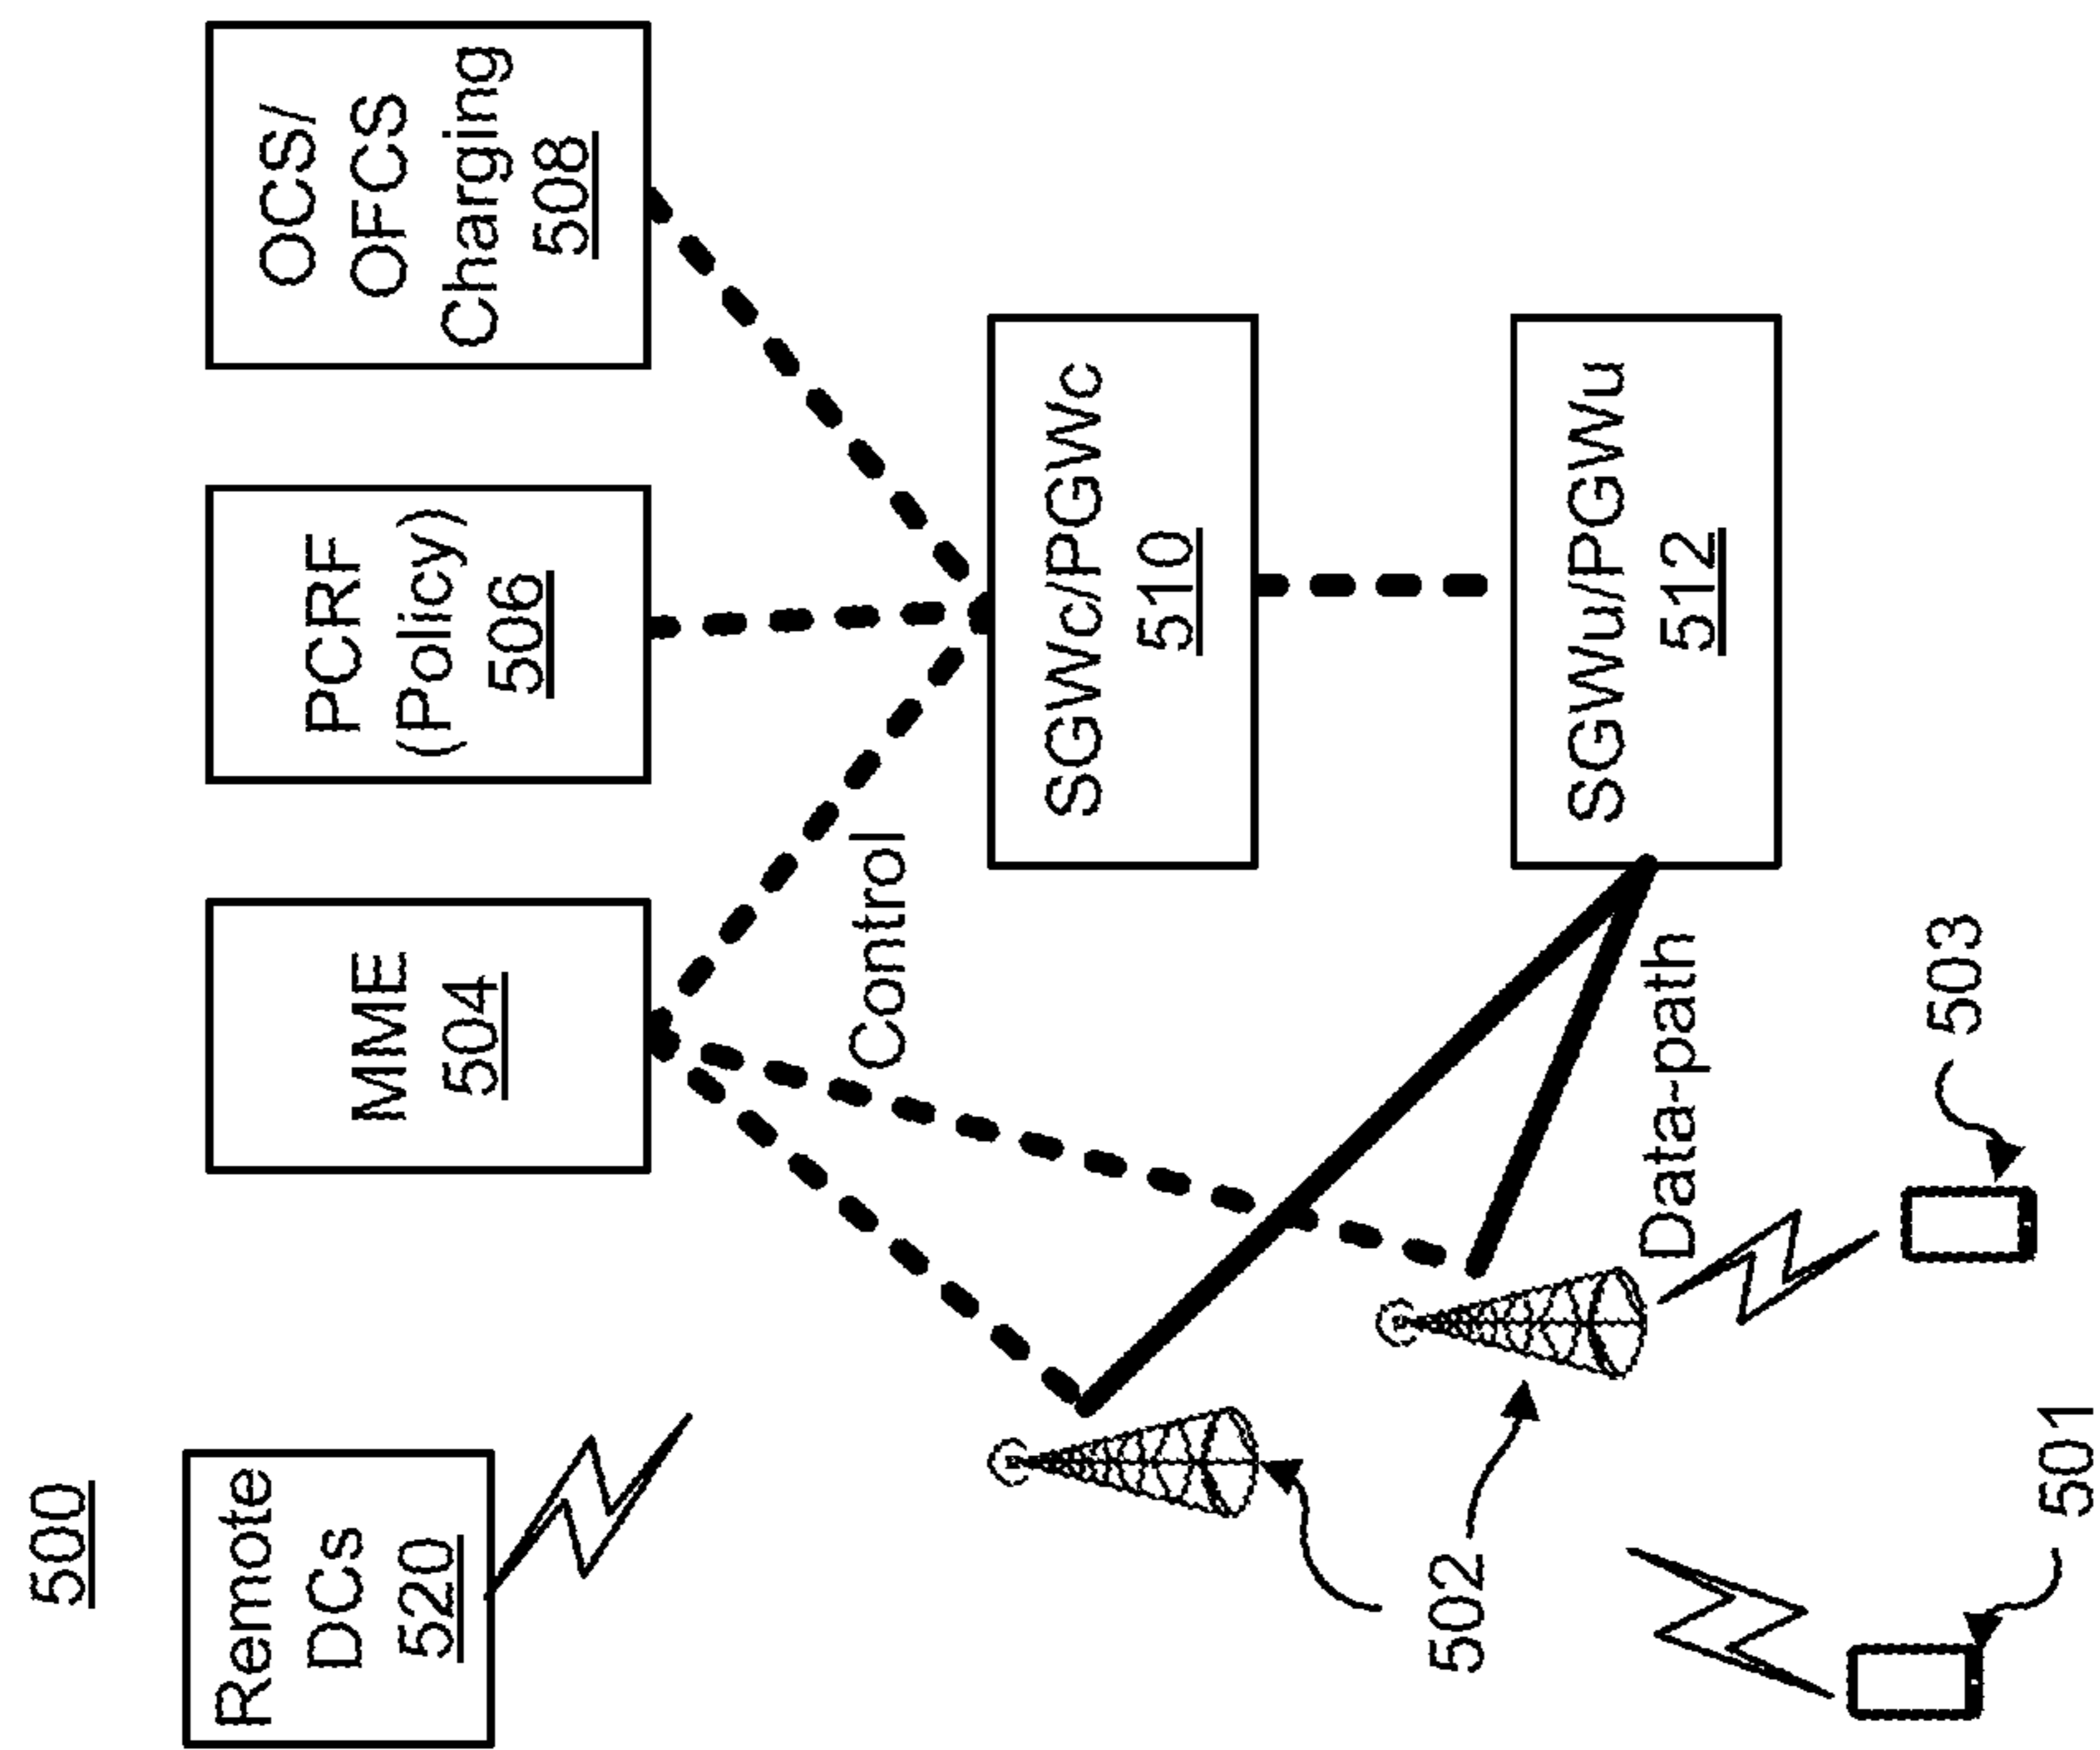 500
Remote
DCs
520
MME
504
PCRF
(Policy)
506
OCS/
OFCS
Charging
508
Control
SGWc/PGWc
510
502
Data-path
SGWu/PGWu
512
501
503